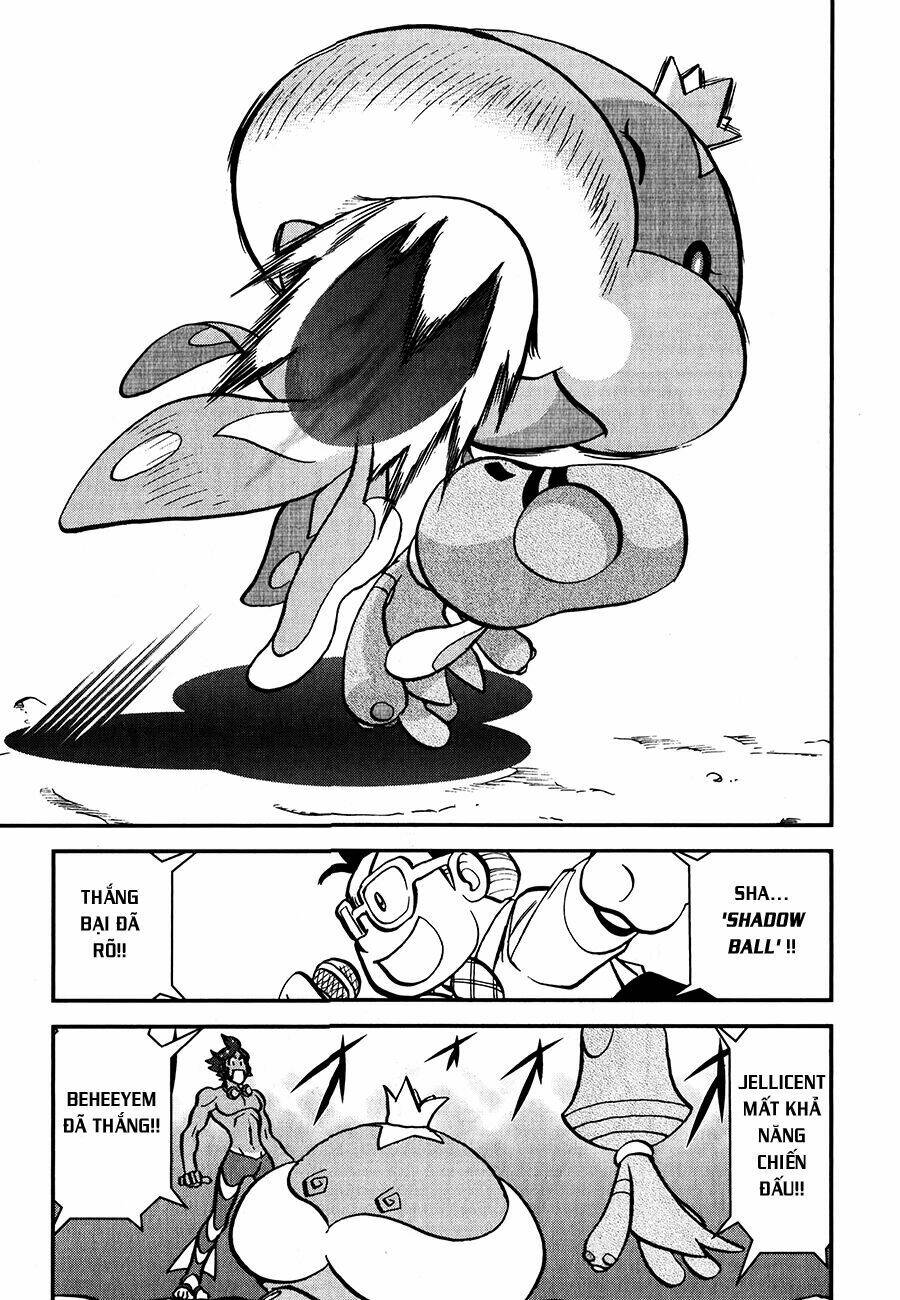 SHA...
'SHADOW
BALL' !!
THẮNG
BẠI ĐÃ
RÕ!!
JELLICENT
MẤT KHẢ
NĂNG
CHIẾN
ĐẤU!!
BEHEEYEM
ĐÃ THẮNG!!